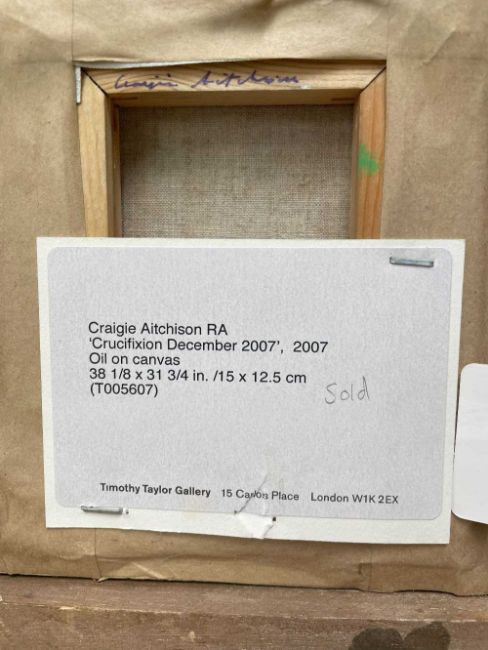 Craigie Aitchison
Craigie Aitchison RA
‘Crucifixion December 2007’, 2007
Oil on canvas
38 1/8 x 31 3/4 in. /15 x 12.5 cm
(T005607)
Sold
Timothy Taylor Gallery 15 Carlos Place London W1K 2EX